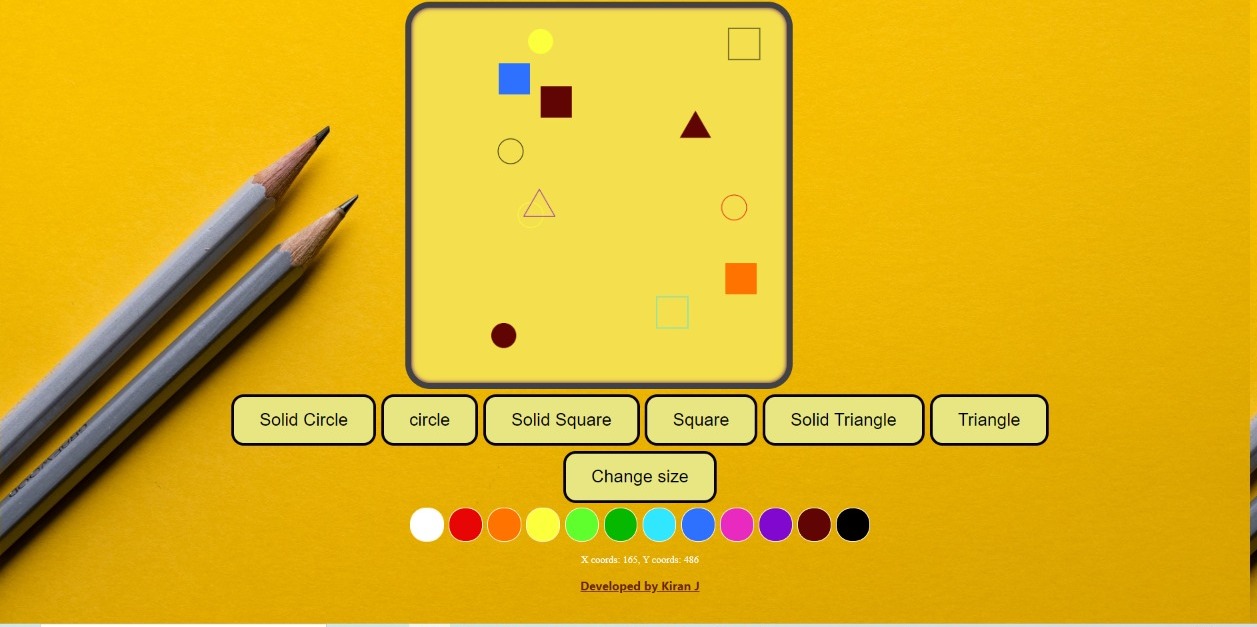 Solid Circle circle Solid Square Square Solid Triangle Triangle
Change size
X coords: 165, Y coords: 486
Developed by Kiran J